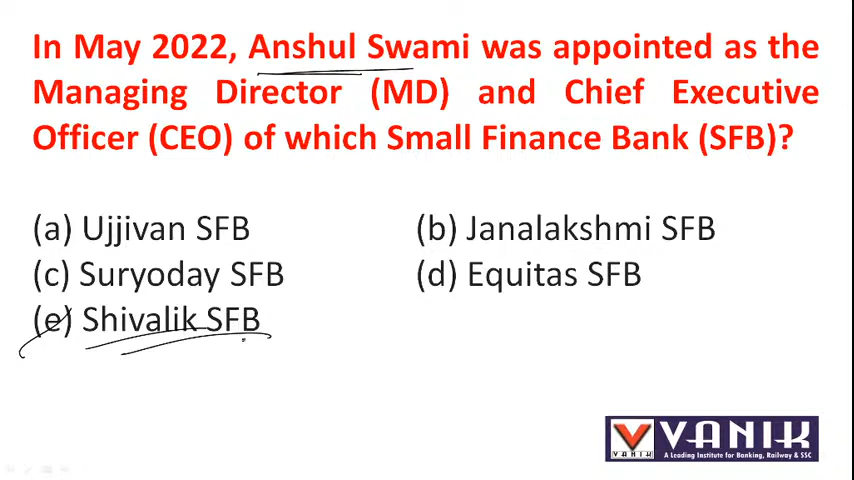 In May 2022, Anshul Swami was appointed as the
Managing Director (MD) and Chief Executive
Officer (CEO) of which Small Finance Bank (SFB)?
(a) Ujjivan SFB (b) Janalakshmi SFB
(c) Suryoday SFB (d) Equitas SFB
(e) Shivalik SFB
VANIK
VANIK
A Leading Institute for Banking, Railway & SSC